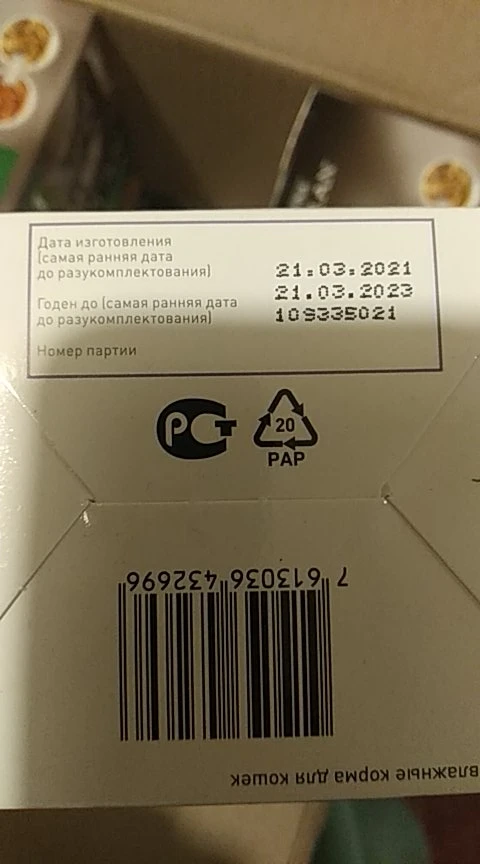 Дата изготовления
(самая ранняя дата
до разукомплектования)
21.03.2021
Годен до (самая ранняя дата
до разукомплектования)
21.03.2023
Номер партии
109335021
РСТ
20
PAP
7 613036 432696
влажные корма для кошек